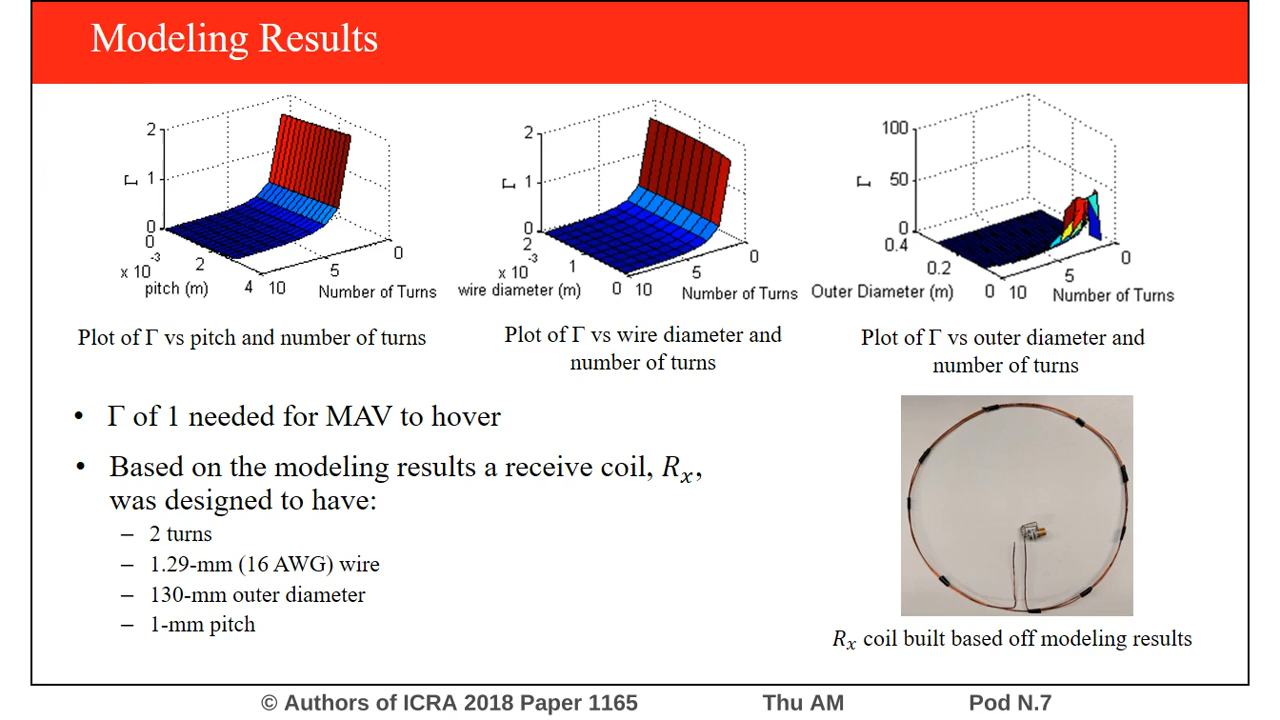 Modeling Results
2
1
0
Γ
0
x 10⁻³
2
pitch (m)
4
10
5
0
Number of Turns
2
1
0
Γ
2
x 10⁻³
1
wire diameter (m)
0
10
5
0
Number of Turns
100
50
0
Γ
0.4
0.2
Outer Diameter (m)
0
10
5
0
Number of Turns
Plot of Γ vs pitch and number of turns
Plot of Γ vs wire diameter and
number of turns
Plot of Γ vs outer diameter and
number of turns
• Γ of 1 needed for MAV to hover
• Based on the modeling results a receive coil, Rₓ,
was designed to have:
– 2 turns
– 1.29-mm (16 AWG) wire
– 130-mm outer diameter
– 1-mm pitch
Rₓ coil built based off modeling results
© Authors of ICRA 2018 Paper 1165 Thu AM Pod N.7